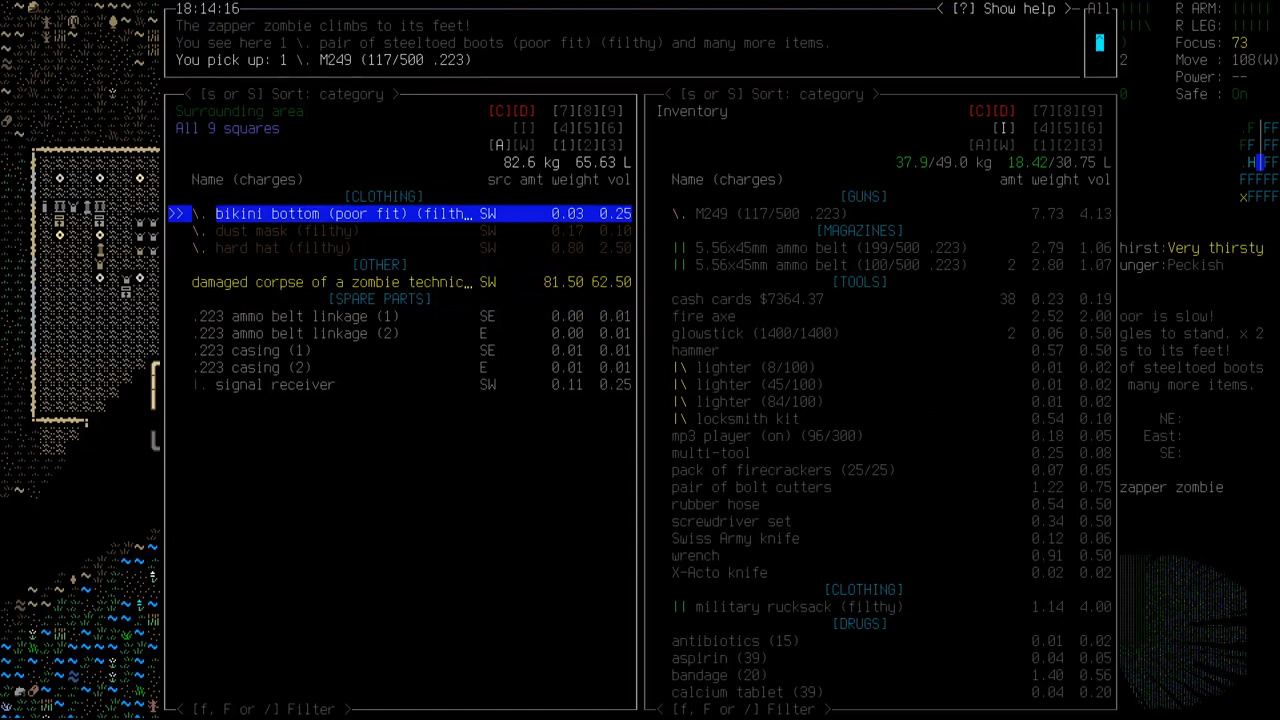 18:14:16
< [?] Show help >
All
The zapper zombie climbs to its feet!
You see here 1 \. pair of steeltoed boots (poor fit) (filthy) and many more items.
You pick up: 1 \. M249 (117/500 .223)
R ARM:
R LEG:
Focus: 73
Move : 108(W)
Power: --
Safe : On
< [s or S] Sort: category >
Surrounding area [C][D] [7][8][9]
All 9 squares [I] [4][5][6]
[A][W] [1][2][3]
82.6 kg 65.63 L
Name (charges) src amt weight vol
[CLOTHING]
>> \. bikini bottom (poor fit) (filth… SW 0.03 0.25
\. dust mask (filthy) SW 0.17 0.10
\. hard hat (filthy) SW 0.80 2.50
[OTHER]
damaged corpse of a zombie technic… SW 81.50 62.50
[SPARE PARTS]
.223 ammo belt linkage (1) SE 0.00 0.01
.223 ammo belt linkage (2) E 0.00 0.01
.223 casing (1) SE 0.01 0.01
.223 casing (2) E 0.01 0.01
|. signal receiver SW 0.11 0.25
< [f, F or /] Filter >
< [s or S] Sort: category >
Inventory [C][D] [7][8][9]
[I] [4][5][6]
[A][W] [1][2][3]
37.9/49.0 kg 18.42/30.75 L
Name (charges) amt weight vol
[GUNS]
\. M249 (117/500 .223) 7.73 4.13
[MAGAZINES]
|| 5.56x45mm ammo belt (199/500 .223) 2.79 1.06
|| 5.56x45mm ammo belt (100/500 .223) 2 2.80 1.07
[TOOLS]
cash cards $7364.37 38 0.23 0.19
fire axe 2.52 2.00
glowstick (1400/1400) 2 0.06 0.50
hammer 0.57 0.50
|\ lighter (8/100) 0.01 0.02
|\ lighter (45/100) 0.01 0.02
|\ lighter (84/100) 0.01 0.02
|\ locksmith kit 0.54 0.10
mp3 player (on) (96/300) 0.18 0.05
multi-tool 0.25 0.08
pack of firecrackers (25/25) 0.07 0.05
pair of bolt cutters 1.22 0.75
rubber hose 0.54 0.50
screwdriver set 0.34 0.50
Swiss Army knife 0.12 0.06
wrench 0.91 0.50
X-Acto knife 0.02 0.02
[CLOTHING]
|| military rucksack (filthy) 1.14 4.00
[DRUGS]
antibiotics (15) 0.01 0.02
aspirin (39) 0.04 0.05
bandage (20) 1.40 0.56
calcium tablet (39) 0.04 0.20
< [f, F or /] Filter >
hirst:Very thirsty
unger:Peckish
oor is slow!
gles to stand. x 2
s to its feet!
of steeltoed boots
many more items.
NE:
East:
SE:
zapper zombie